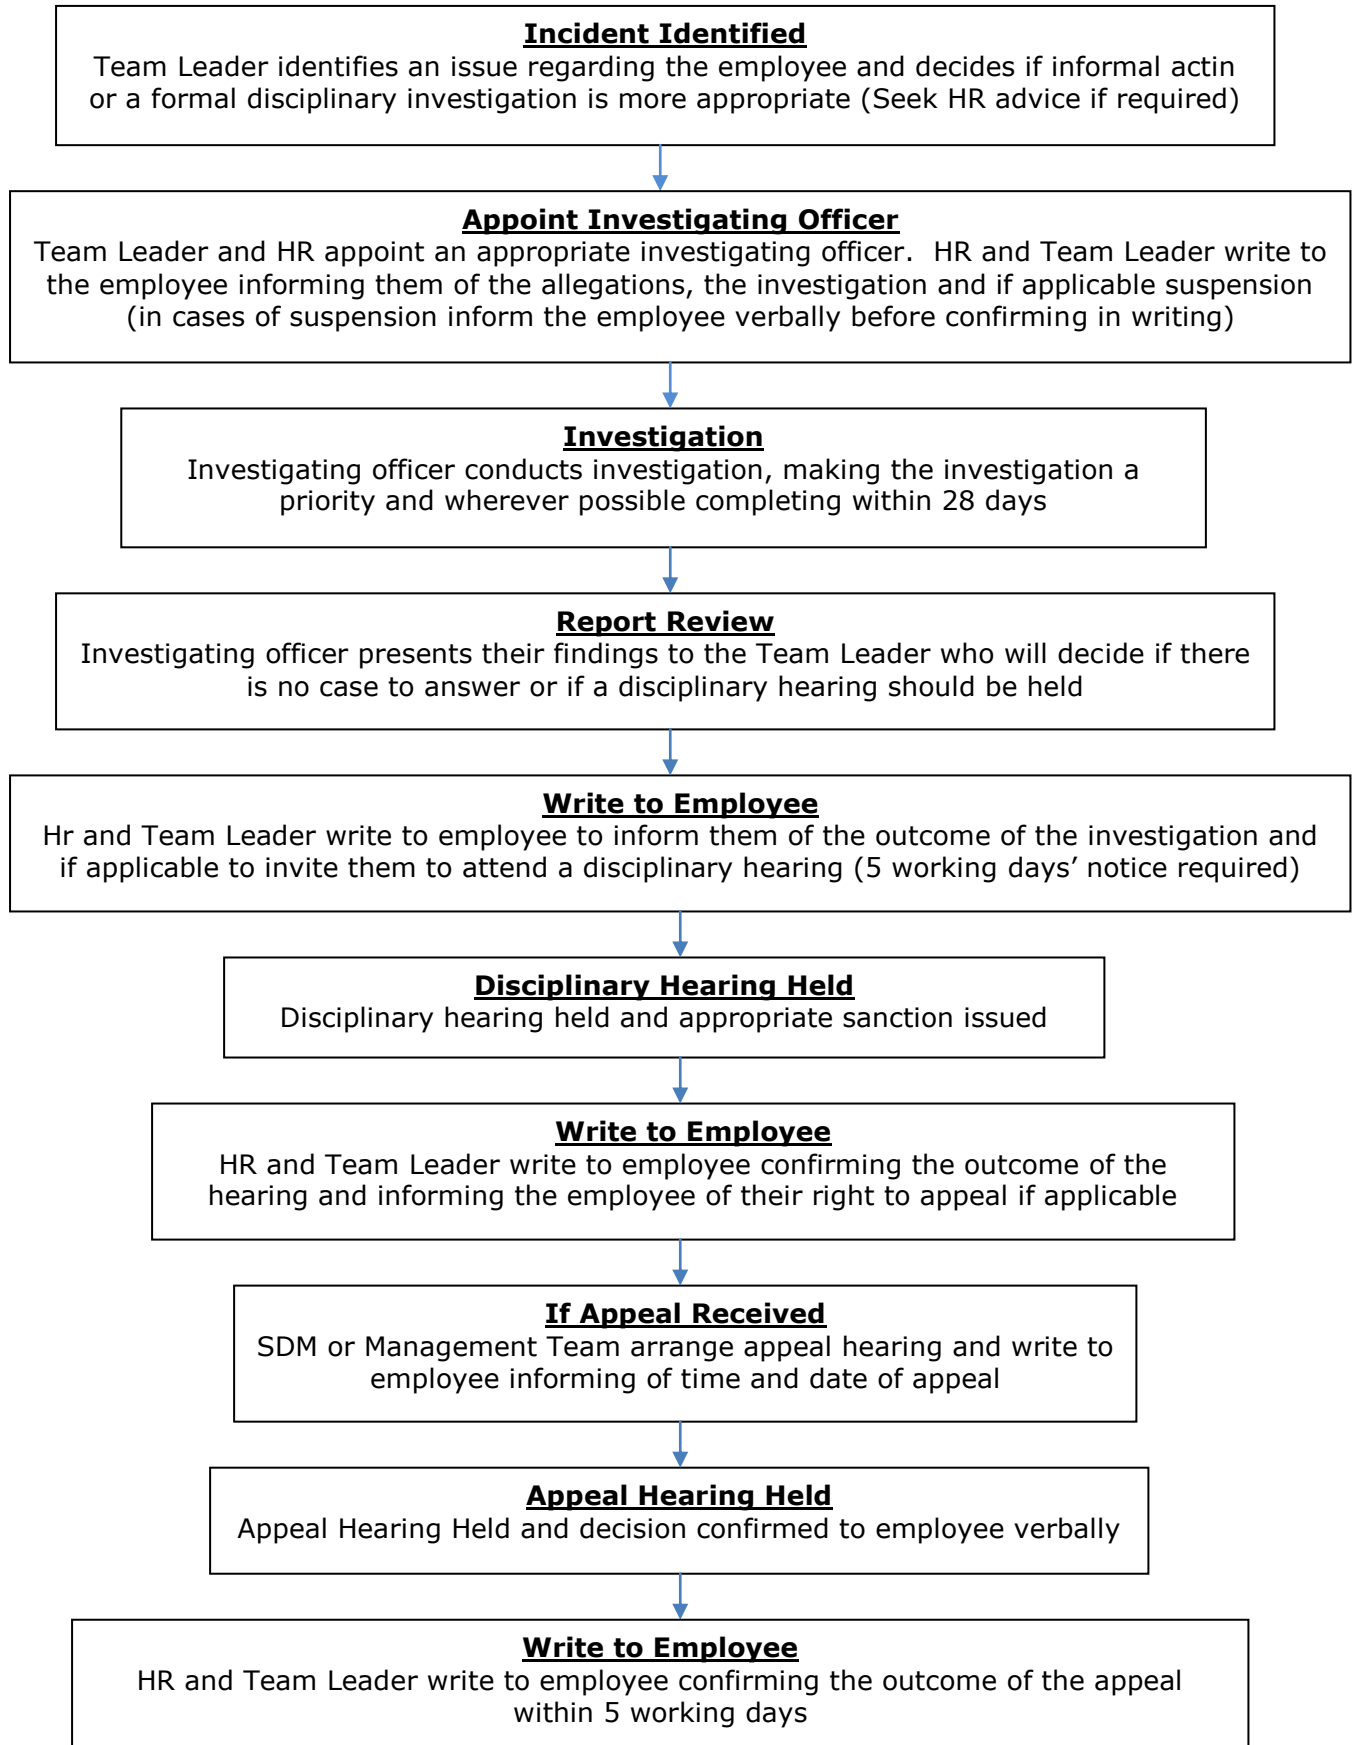 Incident Identified
Team Leader identifies an issue regarding the employee and decides if informal actin
or a formal disciplinary investigation is more appropriate (Seek HR advice if required)
Appoint Investigating Officer
Team Leader and HR appoint an appropriate investigating officer.  HR and Team Leader write to
the employee informing them of the allegations, the investigation and if applicable suspension
(in cases of suspension inform the employee verbally before confirming in writing)
Investigation
Investigating officer conducts investigation, making the investigation a
priority and wherever possible completing within 28 days
Report Review
Investigating officer presents their findings to the Team Leader who will decide if there
is no case to answer or if a disciplinary hearing should be held
Write to Employee
Hr and Team Leader write to employee to inform them of the outcome of the investigation and
if applicable to invite them to attend a disciplinary hearing (5 working days’ notice required)
Disciplinary Hearing Held
Disciplinary hearing held and appropriate sanction issued
Write to Employee
HR and Team Leader write to employee confirming the outcome of the
hearing and informing the employee of their right to appeal if applicable
If Appeal Received
SDM or Management Team arrange appeal hearing and write to
employee informing of time and date of appeal
Appeal Hearing Held
Appeal Hearing Held and decision confirmed to employee verbally
Write to Employee
HR and Team Leader write to employee confirming the outcome of the appeal
within 5 working days